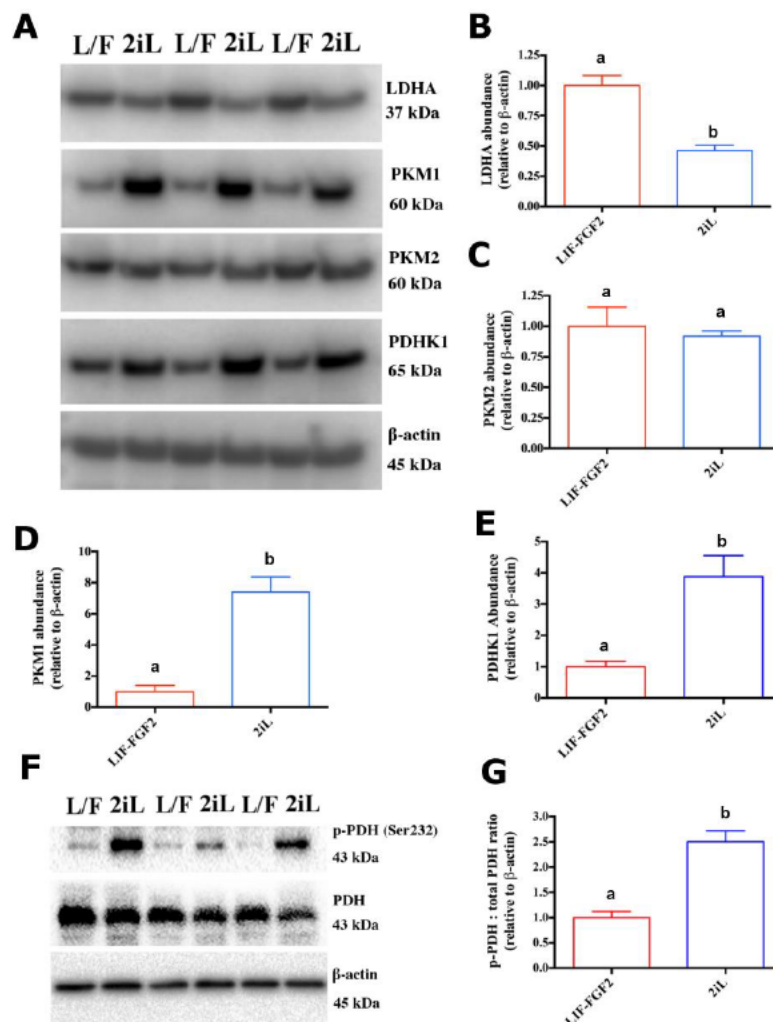 A
L/F 2iL L/F 2iL L/F 2iL
LDHA
37 kDa
PKM1
60 kDa
PKM2
60 kDa
PDHK1
65 kDa
β-actin
45 kDa
B
LDHA abundance
(relative to β-actin)
1.25
1.00
0.75
0.50
0.25
0.00
a
b
LIF-FGF2
2iL
C
PKM2 abundance
(relative to β-actin)
1.25
1.00
0.75
0.50
0.25
0.00
a
a
LIF-FGF2
2iL
D
PKM1 abundance
(relative to β-actin)
10
8
6
4
2
0
a
b
LIF-FGF2
2iL
E
PDHK1 Abundance
(relative to β-actin)
5
4
3
2
1
0
a
b
LIF-FGF2
2iL
F
L/F 2iL L/F 2iL L/F 2iL
p-PDH (Ser232)
43 kDa
PDH
43 kDa
β-actin
45 kDa
G
p-PDH : total PDH ratio
(relative to β-actin)
3.0
2.5
2.0
1.5
1.0
0.5
0.0
a
b
LIF-FGF2
2iL